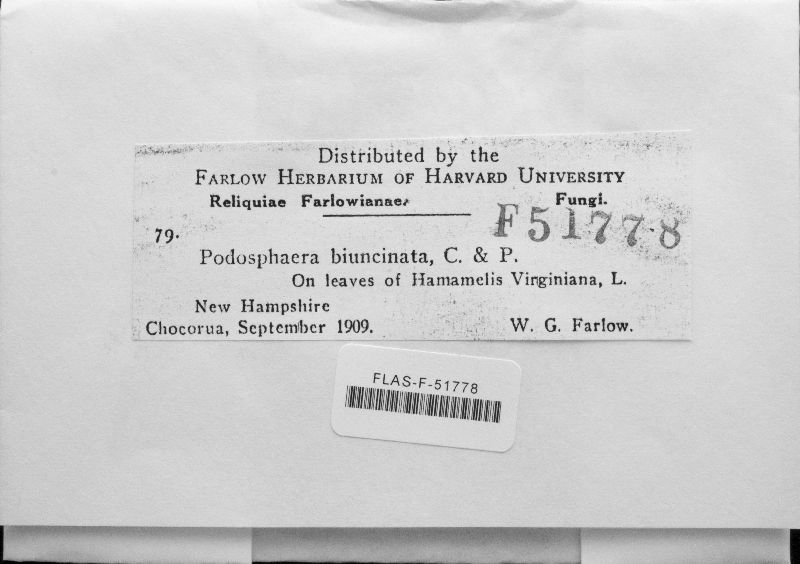 Distributed by the
FARLOW HERBARIUM OF HARVARD UNIVERSITY
Reliquiae Farlowianae. Fungi.
F51778
79.
Podosphaera biuncinata, C. & P.
On leaves of Hamamelis Virginiana, L.
New Hampshire
Chocorua, September 1909. W. G. Farlow.
FLAS-F-51778